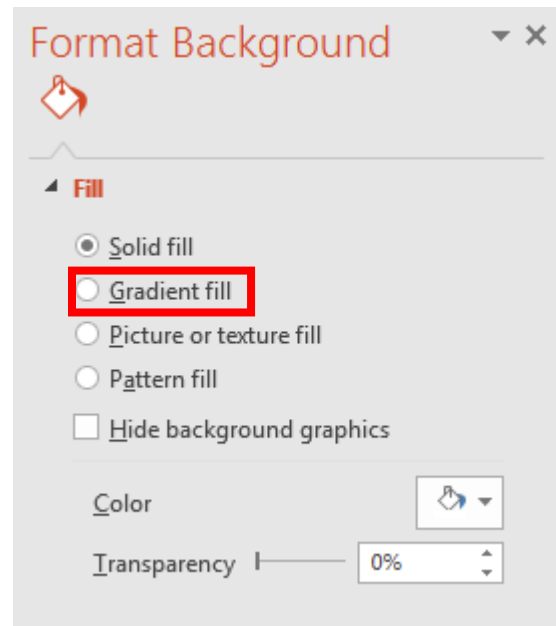 Format Background
Fill
Solid fill
Gradient fill
Picture or texture fill
Pattern fill
Hide background graphics
Color
Transparency 0%